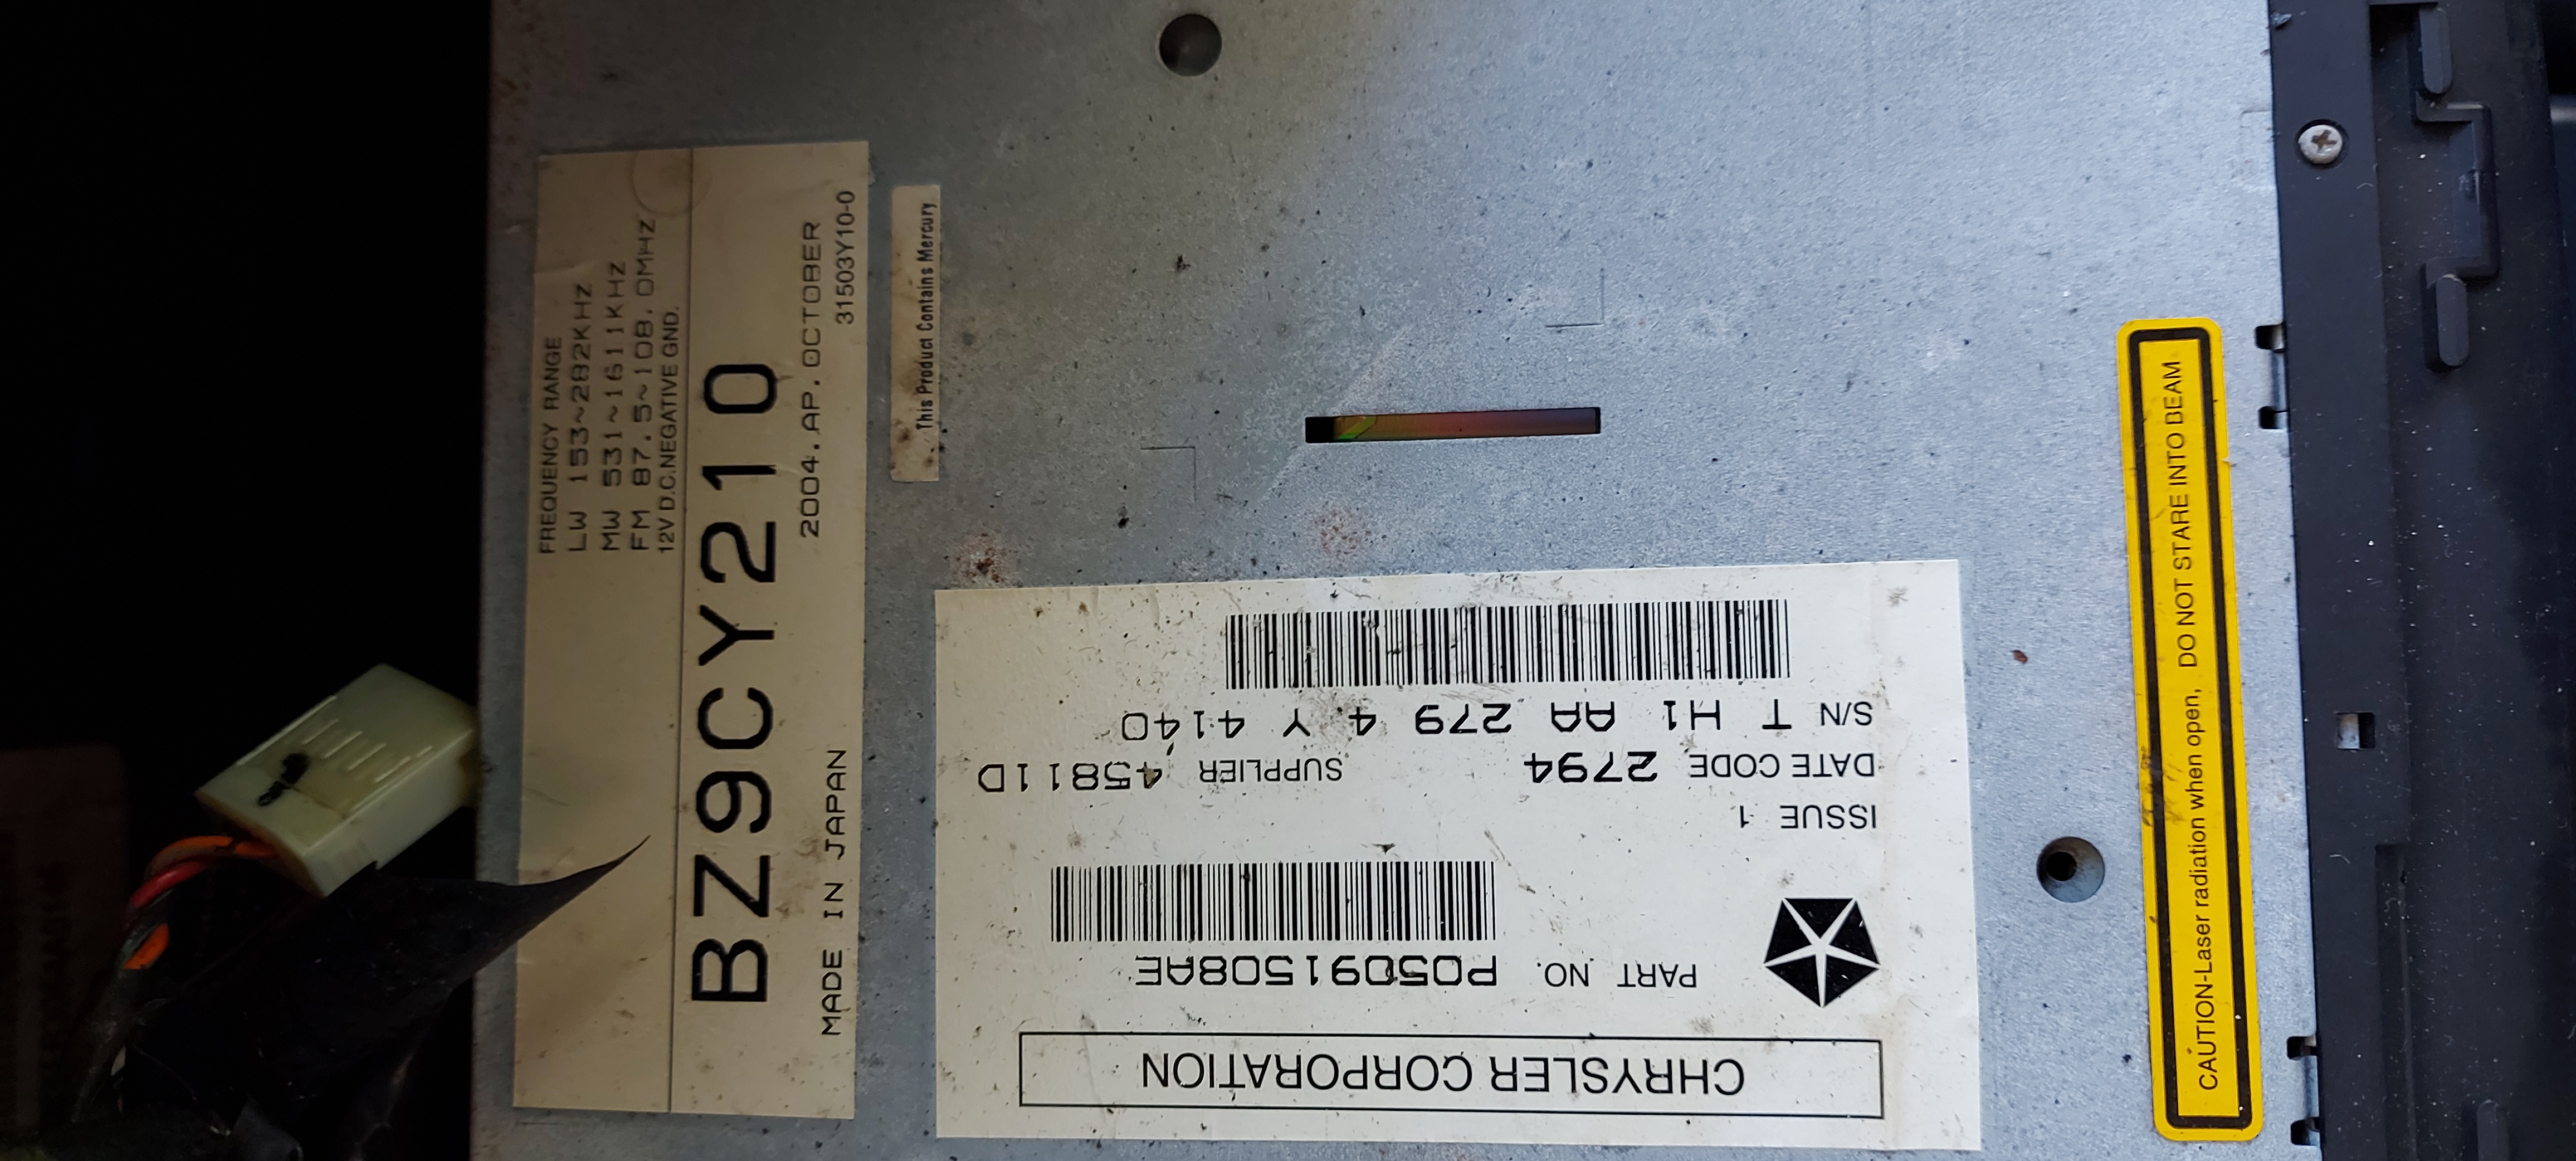 FREQUENCY RANGE
LW 153~282KHZ
MW 531~1611KHZ
FM 87.5~108.0MHZ
12V D.C.NEGATIVE GND.
BZ9CY210
MADE IN JAPAN 2004.AP.OCTOBER
31503Y10-0
This Product Contains Mercury
CHRYSLER CORPORATION
PART NO. P05091508AE
ISSUE 1
DATE CODE 2794 SUPPLIER 45811D
S/N T H1 AA 279 4 Y 4140
CAUTION-Laser radiation when open, DO NOT STARE INTO BEAM